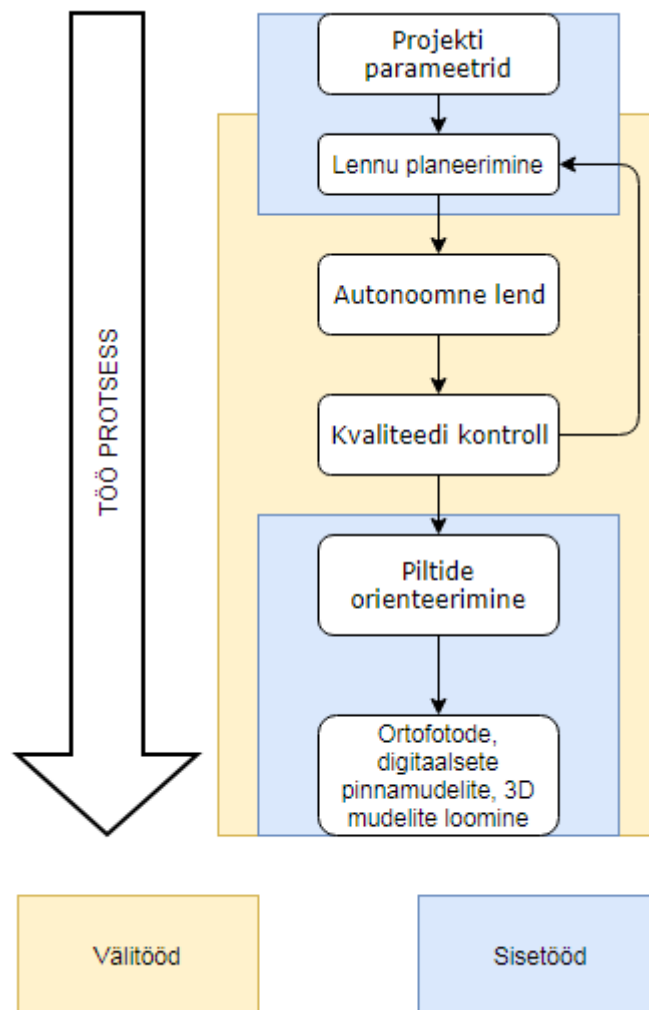 Projekti
parameetrid
Lennu planeerimine
Autonoomne lend
Kvaliteedi kontroll
TÖÖ PROTSESS
Piltide
orienteerimine
Ortofotode,
digitaalsete
pinnamudelite, 3D
mudelite loomine
Välitööd
Sisetööd